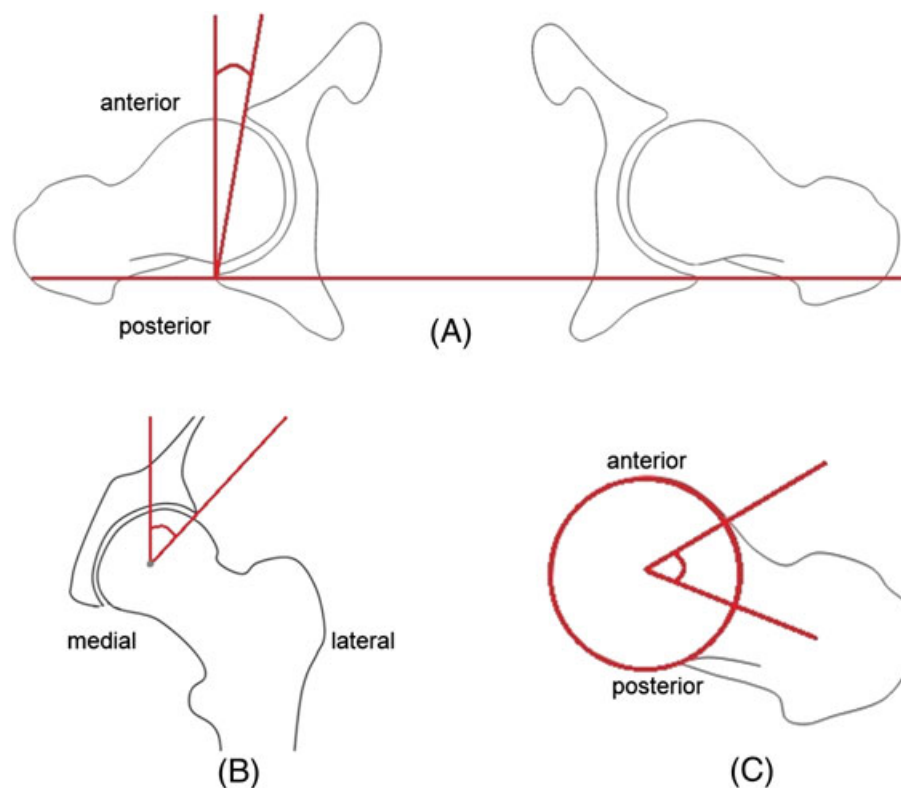 anterior
posterior
(A)
medial
lateral
(B)
anterior
posterior
(C)